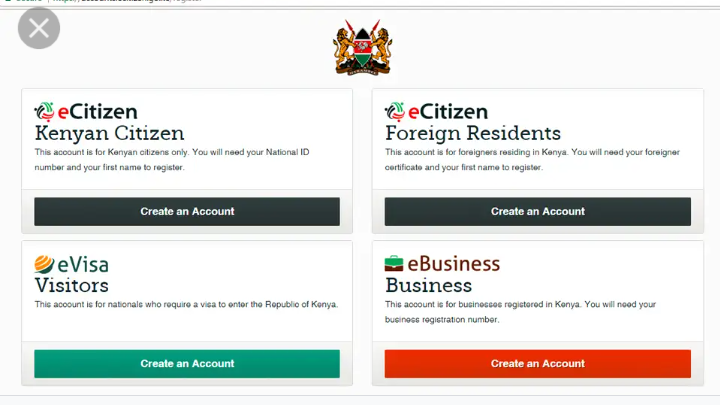 eCitizen
Kenyan Citizen
This account is for Kenyan citizens only. You will need your National ID
number and your first name to register.
Create an Account
eCitizen
Foreign Residents
This account is for foreigners residing in Kenya. You will need your foreigner
certificate and your first name to register.
Create an Account
eVisa
Visitors
This account is for nationals who require a visa to enter the Republic of Kenya.
Create an Account
eBusiness
Business
This account is for businesses registered in Kenya. You will need your
business registration number.
Create an Account